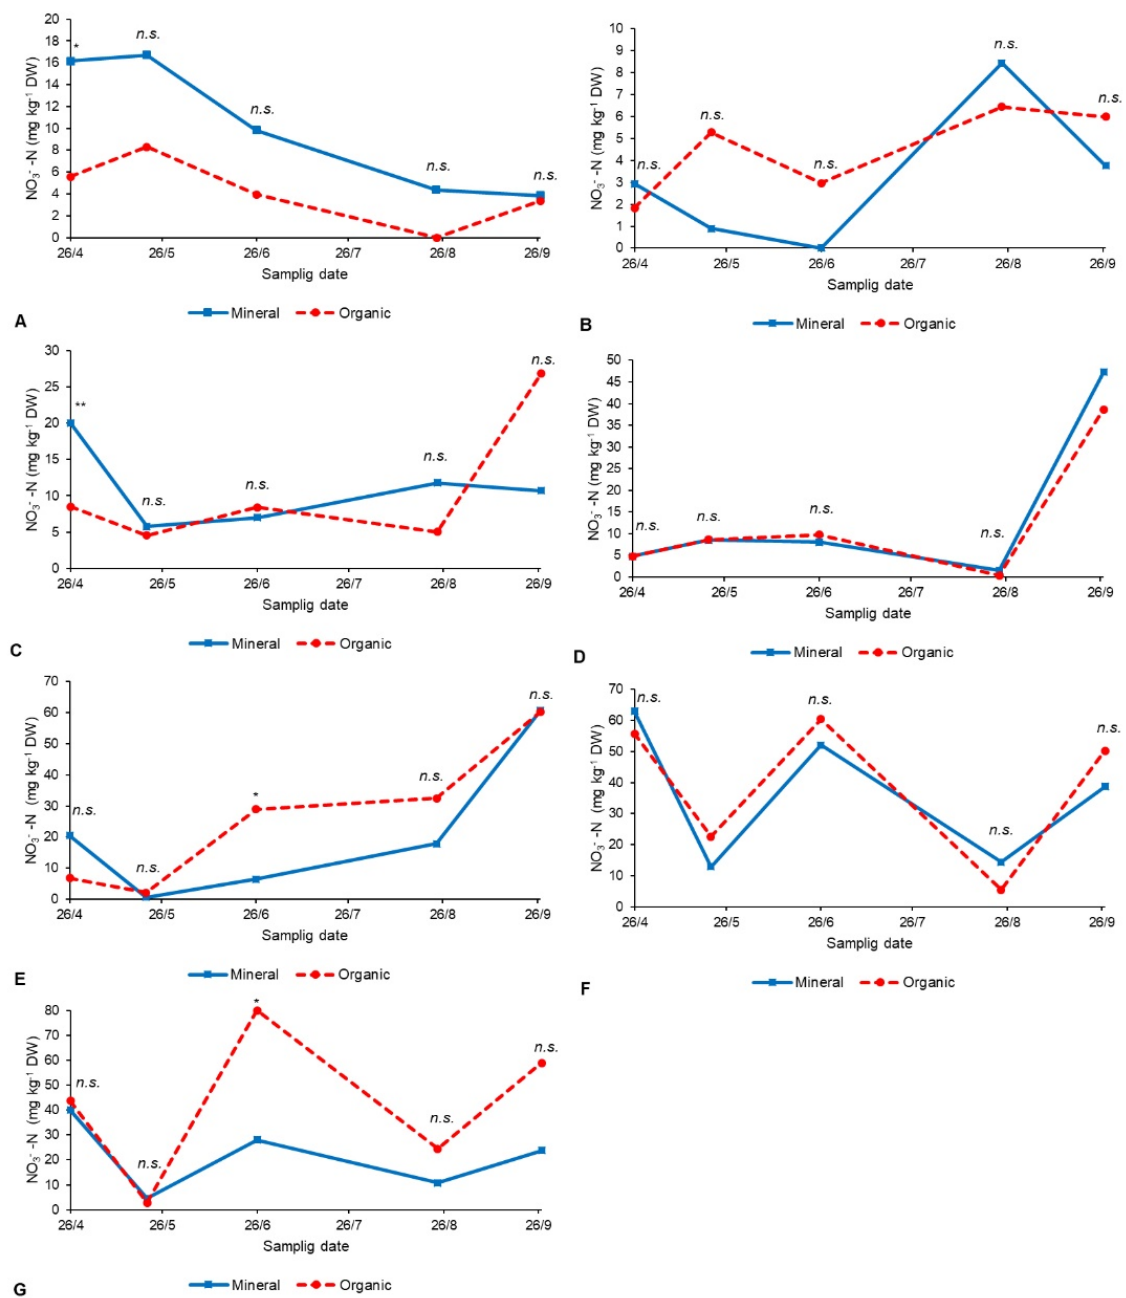 20
18
16
14
12
10
8
6
4
2
0
NO₃⁻ -N (mg kg⁻¹ DW)
*
n.s.
n.s.
n.s.
n.s.
26/4 26/5 26/6 26/7 26/8 26/9
Samplig date
Mineral Organic
A
10
9
8
7
6
5
4
3
2
1
0
NO₃⁻ -N (mg kg⁻¹ DW)
n.s.
n.s.
n.s.
n.s.
n.s.
26/4 26/5 26/6 26/7 26/8 26/9
Samplig date
Mineral Organic
B
30
25
20
15
10
5
0
NO₃⁻ -N (mg kg⁻¹ DW)
**
n.s.
n.s.
n.s.
n.s.
26/4 26/5 26/6 26/7 26/8 26/9
Samplig date
Mineral Organic
C
50
45
40
35
30
25
20
15
10
5
0
NO₃⁻ -N (mg kg⁻¹ DW)
n.s.
n.s.
n.s.
n.s.
26/4 26/5 26/6 26/7 26/8 26/9
Samplig date
Mineral Organic
D
70
60
50
40
30
20
10
0
NO₃⁻ -N (mg kg⁻¹ DW)
n.s.
n.s.
*
n.s.
n.s.
26/4 26/5 26/6 26/7 26/8 26/9
Samplig date
Mineral Organic
E
70
60
50
40
30
20
10
0
NO₃⁻ -N (mg kg⁻¹ DW)
n.s.
n.s.
n.s.
n.s.
26/4 26/5 26/6 26/7 26/8 26/9
Samplig date
Mineral Organic
F
80
70
60
50
40
30
20
10
0
NO₃⁻ -N (mg kg⁻¹ DW)
n.s.
n.s.
*
n.s.
n.s.
26/4 26/5 26/6 26/7 26/8 26/9
Samplig date
Mineral Organic
G